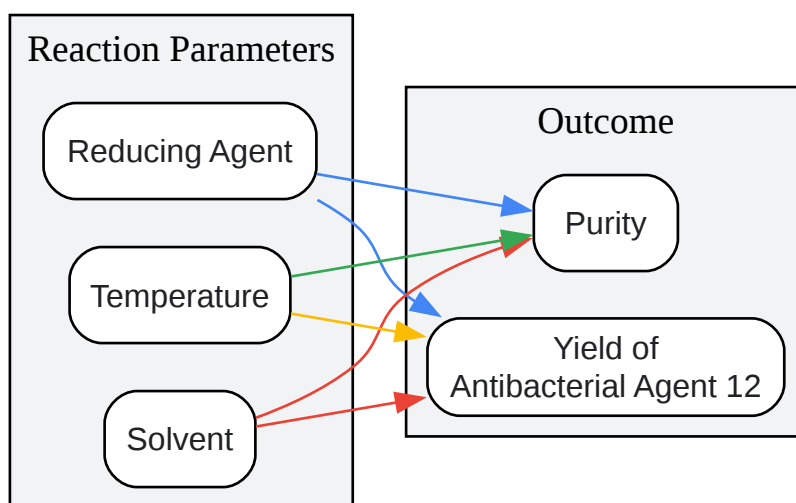 Reaction Parameters
Reducing Agent
Temperature
Solvent
Outcome
Purity
Yield of
Antibacterial Agent 12